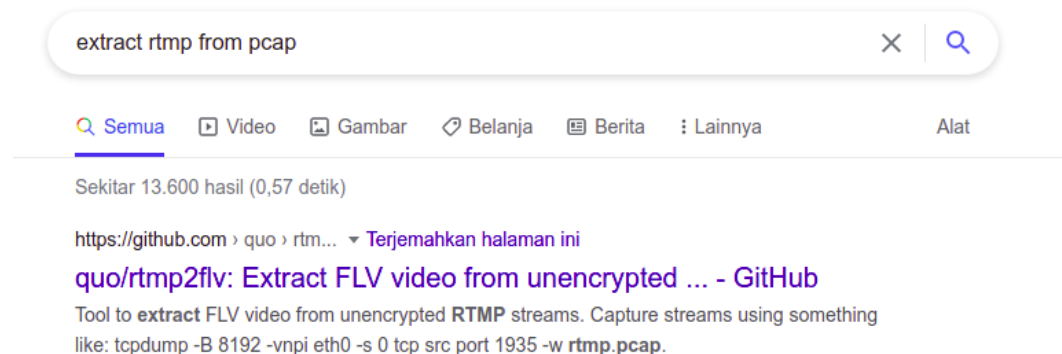 extract rtmp from pcap
Semua Video Gambar Belanja Berita Lainnya Alat
Sekitar 13.600 hasil (0,57 detik)
https://github.com › quo › rtm... Terjemahkan halaman ini
quo/rtmp2flv: Extract FLV video from unencrypted ... - GitHub
Tool to extract FLV video from unencrypted RTMP streams. Capture streams using something
like: tcpdump -B 8192 -vnpi eth0 -s 0 tcp src port 1935 -w rtmp.pcap.